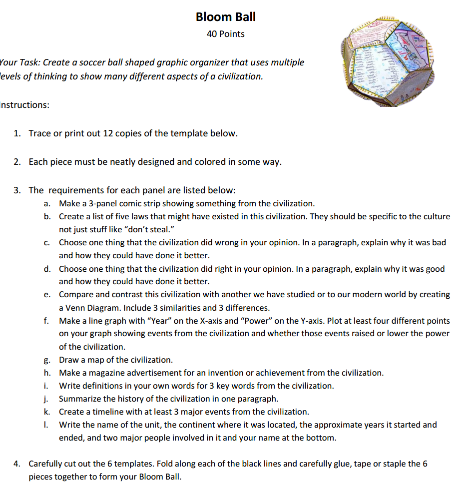 Bloom Ball
40 Points
Your Task: Create a soccer ball shaped graphic organizer that uses multiple
levels of thinking to show many different aspects of a civilization.
nstructions:
1. Trace or print out 12 copies of the template below.
2. Each piece must be neatly designed and colored in some way.
3. The requirements for each panel are listed below:
a. Make a 3-panel comic strip showing something from the civilization.
b. Create a list of five laws that might have existed in this civilization. They should be specific to the culture
not just stuff like "don't steal."
c. Choose one thing that the civilization did wrong in your opinion. In a paragraph, explain why it was bad
and how they could have done it better.
d. Choose one thing that the civilization did right in your opinion. In a paragraph, explain why it was good
and how they could have done it better.
e. Compare and contrast this civilization with another we have studied or to our modern world by creating
a Venn Diagram. Include 3 similarities and 3 differences.
f. Make a line graph with "Year" on the X-axis and "Power" on the Y-axis. Plot at least four different points
on your graph showing events from the civilization and whether those events raised or lower the power
of the civilization.
g. Draw a map of the civilization.
h. Make a magazine advertisement for an invention or achievement from the civilization.
i. Write definitions in your own words for 3 key words from the civilization.
j. Summarize the history of the civilization in one paragraph.
k. Create a timeline with at least 3 major events from the civilization.
l. Write the name of the unit, the continent where it was located, the approximate years it started and
ended, and two major people involved in it and your name at the bottom.
4. Carefully cut out the 6 templates. Fold along each of the black lines and carefully glue, tape or staple the 6
pieces together to form your Bloom Ball.